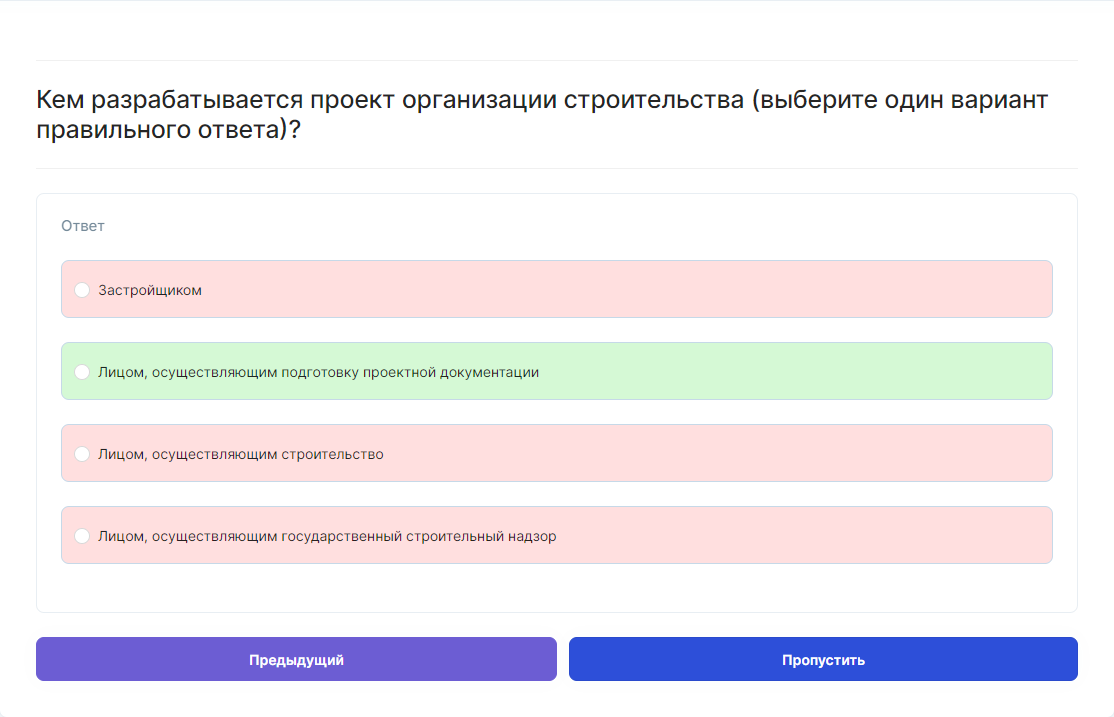 Кем разрабатывается проект организации строительства (выберите один вариант
правильного ответа)?
Ответ
Застройщиком
Лицом, осуществляющим подготовку проектной документации
Лицом, осуществляющим строительство
Лицом, осуществляющим государственный строительный надзор
Предыдущий
Пропустить